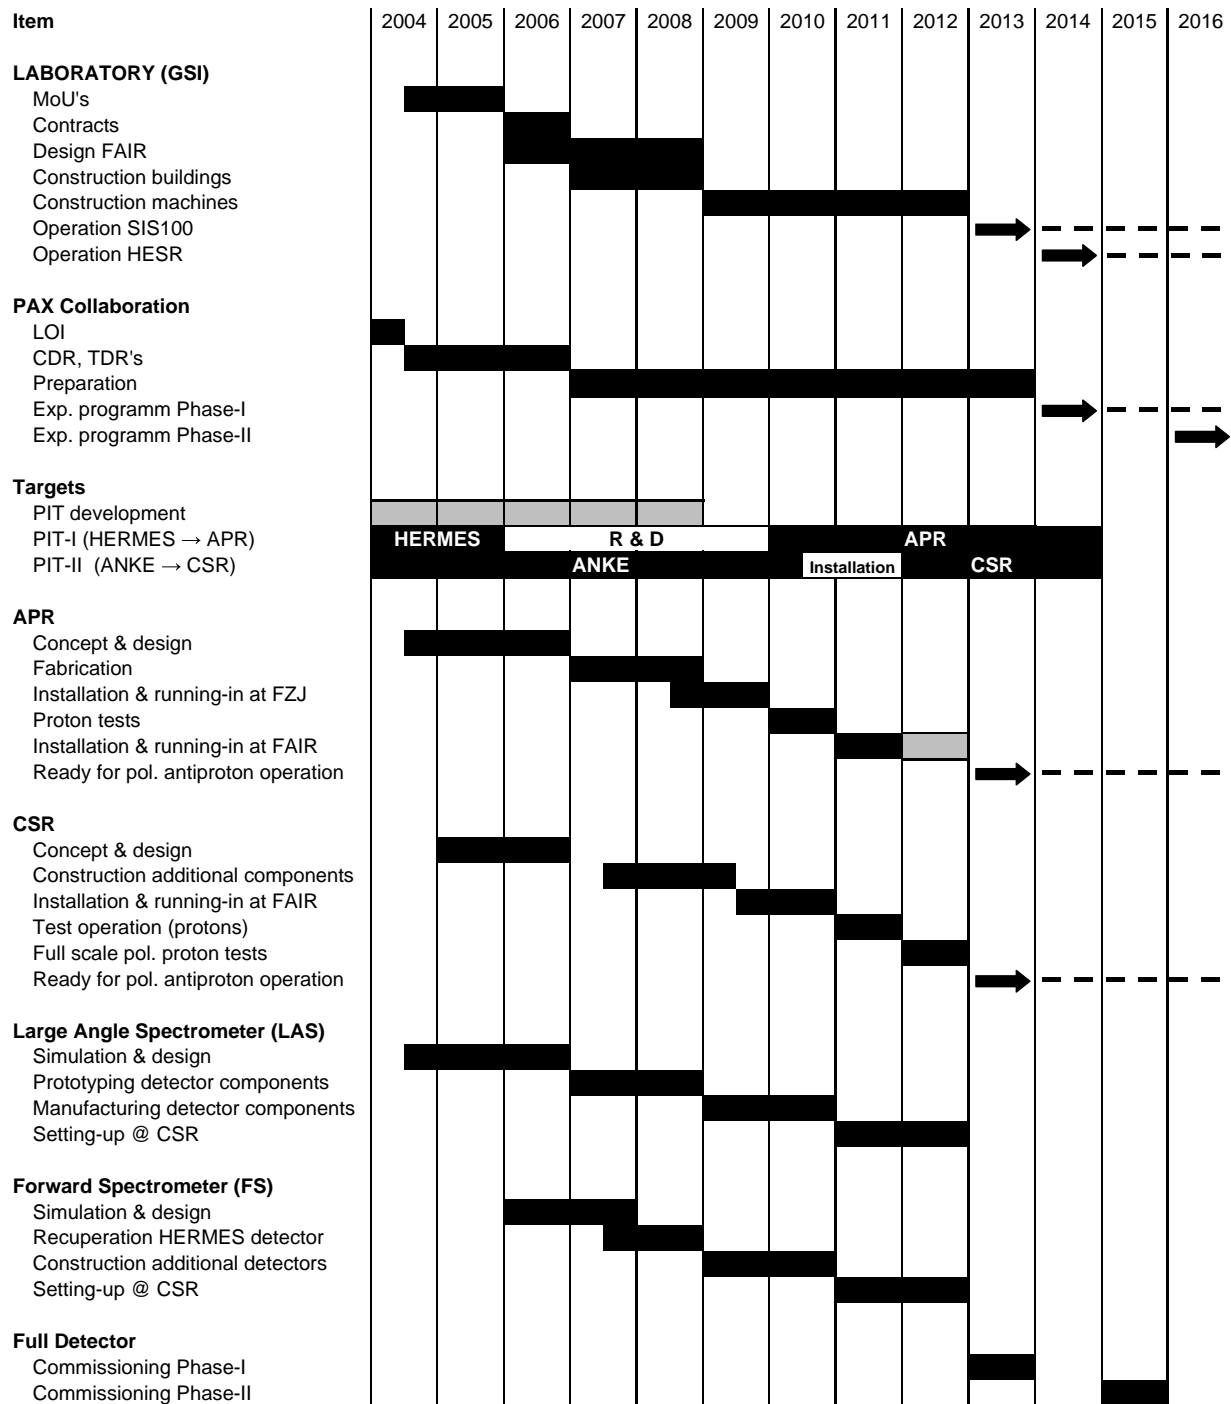 Item 2004 2005 2006 2007 2008 2009 2010 2011 2012 2013 2014 2015 2016
LABORATORY (GSI)
MoU's
Contracts
Design FAIR
Construction buildings
Construction machines
Operation SIS100
Operation HESR
PAX Collaboration
LOI
CDR, TDR's
Preparation
Exp. programm Phase-I
Exp. programm Phase-II
Targets
PIT development
PIT-I (HERMES → APR) HERMES R & D APR
PIT-II (ANKE → CSR) ANKE Installation CSR
APR
Concept & design
Fabrication
Installation & running-in at FZJ
Proton tests
Installation & running-in at FAIR
Ready for pol. antiproton operation
CSR
Concept & design
Construction additional components
Installation & running-in at FAIR
Test operation (protons)
Full scale pol. proton tests
Ready for pol. antiproton operation
Large Angle Spectrometer (LAS)
Simulation & design
Prototyping detector components
Manufacturing detector components
Setting-up @ CSR
Forward Spectrometer (FS)
Simulation & design
Recuperation HERMES detector
Construction additional detectors
Setting-up @ CSR
Full Detector
Commissioning Phase-I
Commissioning Phase-II